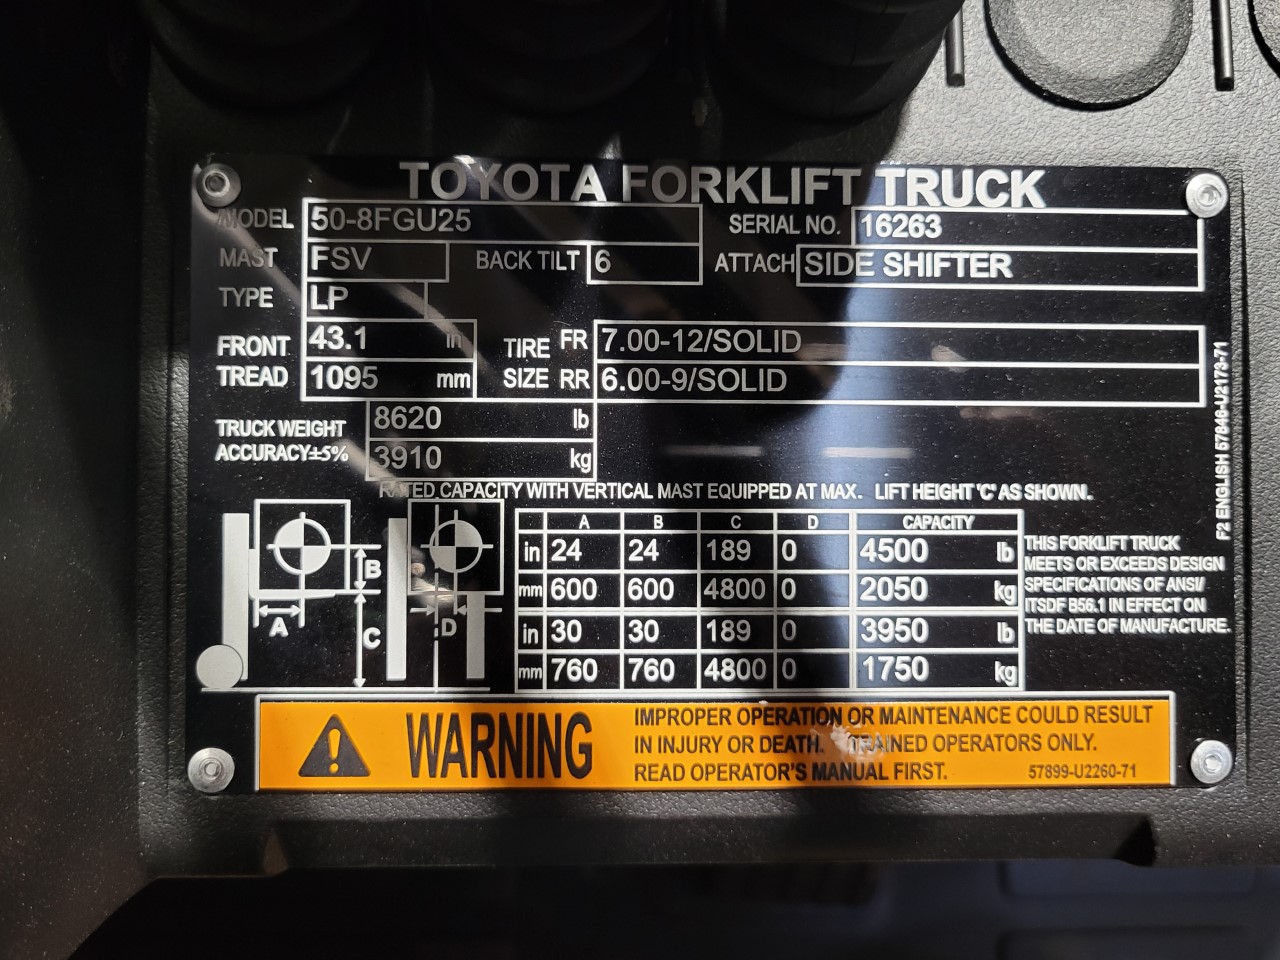 TOYOTA FORKLIFT TRUCK
MODEL 50-8FGU25 SERIAL NO. 16263
MAST FSV BACK TILT 6 ATTACH SIDE SHIFTER
TYPE LP
FRONT TREAD 43.1 in TIRE SIZE FR 7.00-12/SOLID
1095 mm RR 6.00-9/SOLID
TRUCK WEIGHT 8620 lb
ACCURACY±5% 3910 kg
RATED CAPACITY WITH VERTICAL MAST EQUIPPED AT MAX. LIFT HEIGHT "C" AS SHOWN.
A B C D CAPACITY
in 24 24 189 0 4500 lb
mm 600 600 4800 0 2050 kg
in 30 30 189 0 3950 lb
mm 760 760 4800 0 1750 kg
B
A
C
D
THIS FORKLIFT TRUCK
MEETS OR EXCEEDS DESIGN
SPECIFICATIONS OF ANSI/
ITSDF B56.1 IN EFFECT ON
THE DATE OF MANUFACTURE.
F2 ENGLISH 57846-U2173-71
WARNING
IMPROPER OPERATION OR MAINTENANCE COULD RESULT
IN INJURY OR DEATH. TRAINED OPERATORS ONLY.
READ OPERATOR'S MANUAL FIRST. 57899-U2260-71